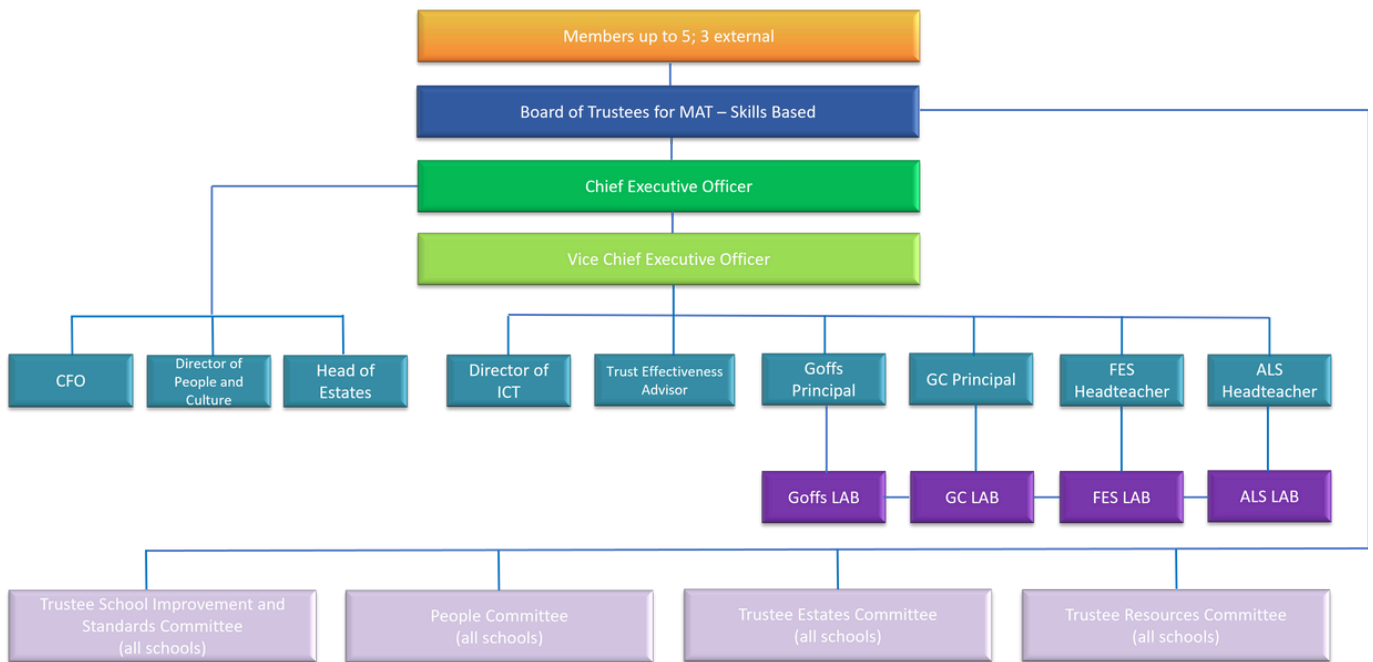 Members up to 5; 3 external
Board of Trustees for MAT – Skills Based
Chief Executive Officer
Vice Chief Executive Officer
CFO
Director of
People and
Culture
Head of
Estates
Director of
ICT
Trust Effectiveness
Advisor
Goffs
Principal
GC Principal
FES
Headteacher
ALS
Headteacher
Goffs LAB
GC LAB
FES LAB
ALS LAB
Trustee School Improvement and
Standards Committee
(all schools)
People Committee
(all schools)
Trustee Estates Committee
(all schools)
Trustee Resources Committee
(all schools)